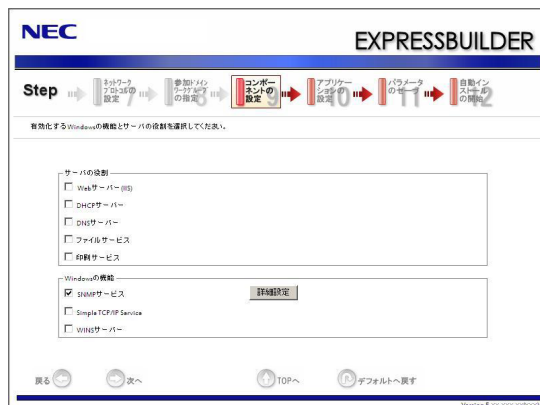 NEC
EXPRESSBUILDER
Step
ネットワーク
プロトコルの
設定
7
参加ドメイン
ワークグループ
の指定
8
コンポー
ネントの
設定
9
アプリケー
ションの
設定
10
パラメータ
のセーブ
11
自動イン
ストール
の開始
12
有効化するWindowsの機能とサーバの役割を選択してください。
サーバの役割
Webサーバー(IIS)
DHCPサーバー
DNSサーバー
ファイルサービス
印刷サービス
Windowsの機能
SNMPサービス
詳細設定
Simple TCP/IP Service
WINSサーバー
戻る
次へ
TOPへ
デフォルトへ戻す